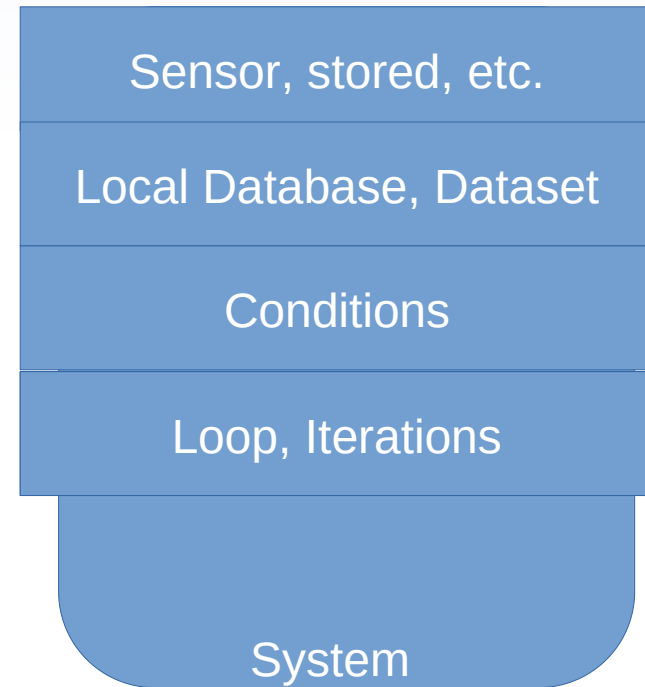 Sensor, stored, etc.
Local Database, Dataset
Conditions
Loop, Iterations
System